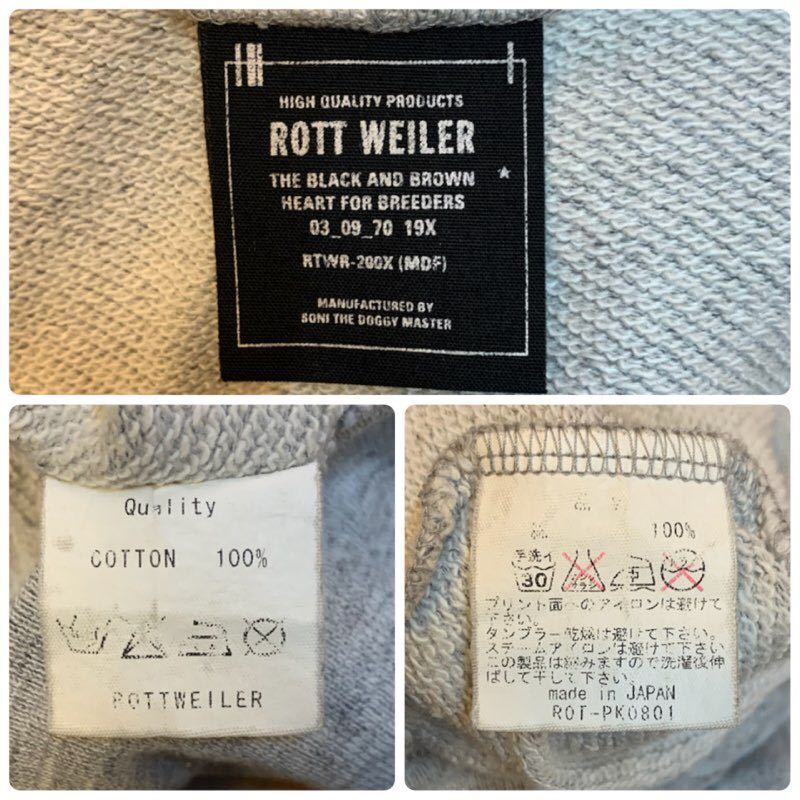 HIGH QUALITY PRODUCTS
ROTT WEILER
THE BLACK AND BROWN
HEART FOR BREEDERS
03_09_70 19X
RTWR-200X (MDF)
MANUFACTURED BY
SONI THE DOGGY MASTER
Quality
COTTON 100%
ROTTWEILER
100%
手洗イ
30
プリント面へのアイロンは避けて
下さい。
タンブラー乾燥は避けて下さい。
スチームアイロンは避けて下さい
この製品は縮みますので洗濯後伸
ばして干して下さい。
made in JAPAN
ROT-PK0801